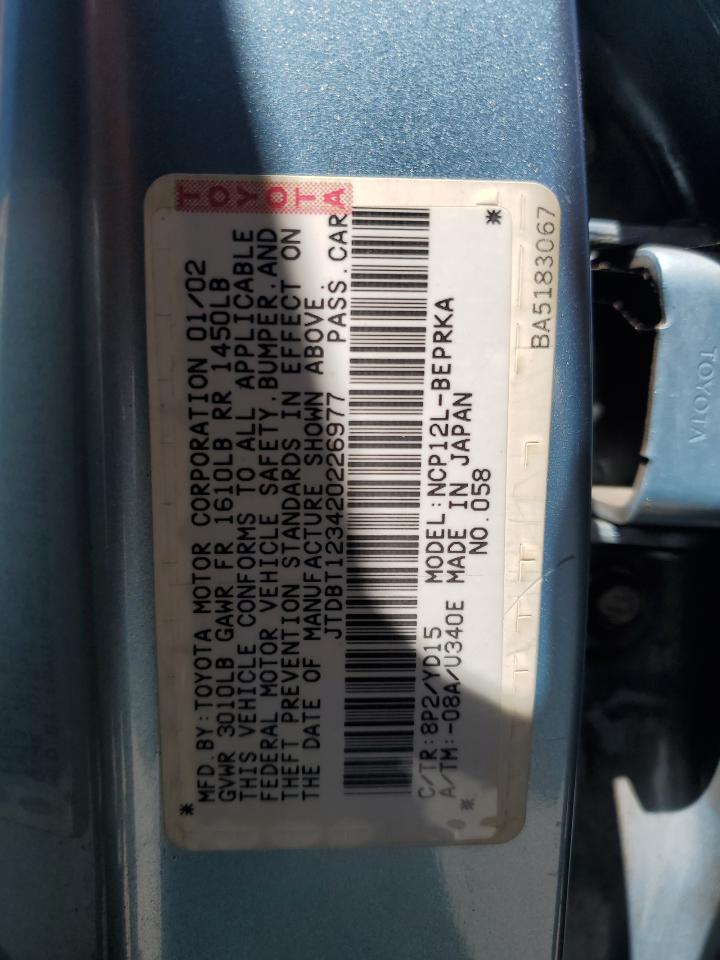 TOYOTA
MFD.BY:TOYOTA MOTOR CORPORATION 01/02
GVWR 3010LB GAWR FR 1610LB RR 1450LB
THIS VEHICLE CONFORMS TO ALL APPLICABLE
FEDERAL MOTOR VEHICLE SAFETY,BUMPER,AND
THEFT PREVENTION STANDARDS IN EFFECT ON
THE DATE OF MANUFACTURE SHOWN ABOVE.
JTDBT123420226977 PASS.CAR
C/TR:8P2/YD15 MODEL:NCP12L-BEPRKA
A/TM:-08A/U340E MADE IN JAPAN
NO.058
BA5183067
TOYOTA